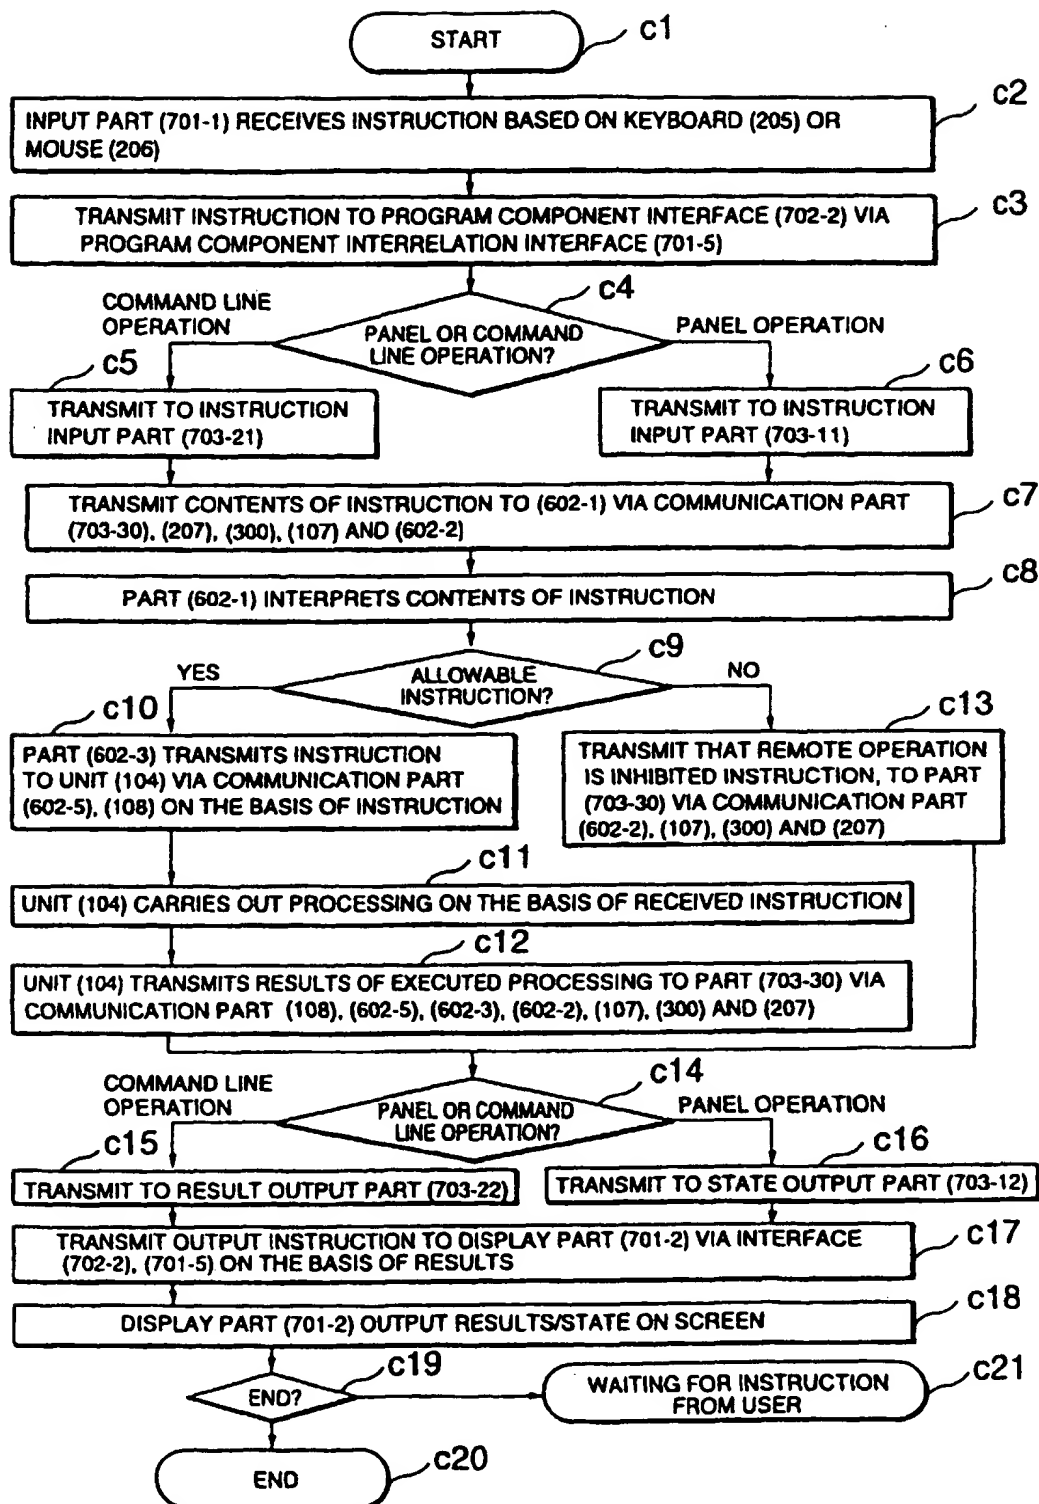 START
c1
c2
INPUT PART (701-1) RECEIVES INSTRUCTION BASED ON KEYBOARD (205) OR
MOUSE (206)
c3
TRANSMIT INSTRUCTION TO PROGRAM COMPONENT INTERFACE (702-2) VIA
PROGRAM COMPONENT INTERRELATION INTERFACE (701-5)
c4
COMMAND LINE
OPERATION
PANEL OR COMMAND
LINE OPERATION?
PANEL OPERATION
c5
TRANSMIT TO INSTRUCTION
INPUT PART (703-21)
c6
TRANSMIT TO INSTRUCTION
INPUT PART (703-11)
c7
TRANSMIT CONTENTS OF INSTRUCTION TO (602-1) VIA COMMUNICATION PART
(703-30), (207), (300), (107) AND (602-2)
c8
PART (602-1) INTERPRETS CONTENTS OF INSTRUCTION
c9
YES
ALLOWABLE
INSTRUCTION?
NO
c10
PART (602-3) TRANSMITS INSTRUCTION
TO UNIT (104) VIA COMMUNICATION PART
(602-5), (108) ON THE BASIS OF INSTRUCTION
c13
TRANSMIT THAT REMOTE OPERATION
IS INHIBITED INSTRUCTION, TO PART
(703-30) VIA COMMUNICATION PART
(602-2), (107), (300) AND (207)
c11
UNIT (104) CARRIES OUT PROCESSING ON THE BASIS OF RECEIVED INSTRUCTION
c12
UNIT (104) TRANSMITS RESULTS OF EXECUTED PROCESSING TO PART (703-30) VIA
COMMUNICATION PART (108), (602-5), (602-3), (602-2), (107), (300) AND (207)
c14
COMMAND LINE
OPERATION
PANEL OR COMMAND
LINE OPERATION?
PANEL OPERATION
c15
TRANSMIT TO RESULT OUTPUT PART (703-22)
c16
TRANSMIT TO STATE OUTPUT PART (703-12)
c17
TRANSMIT OUTPUT INSTRUCTION TO DISPLAY PART (701-2) VIA INTERFACE
(702-2), (701-5) ON THE BASIS OF RESULTS
c18
DISPLAY PART (701-2) OUTPUT RESULTS/STATE ON SCREEN
c19
END?
c21
WAITING FOR INSTRUCTION
FROM USER
END
c20